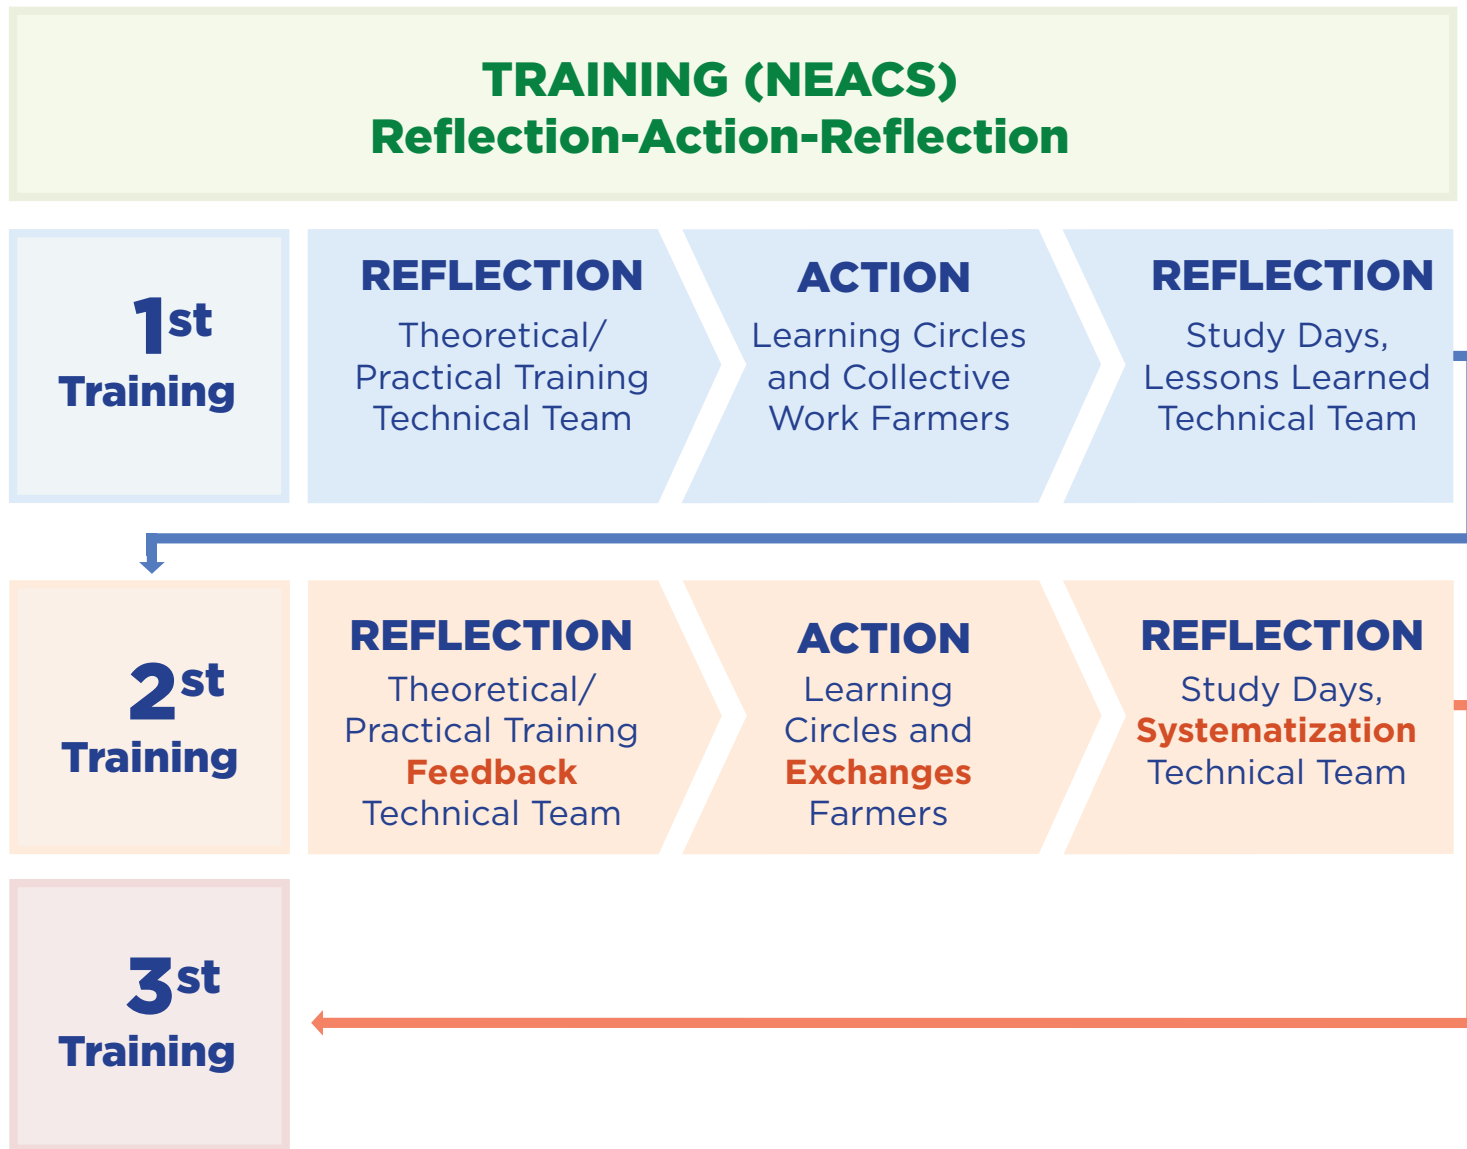 TRAINING (NEACS)
Reflection-Action-Reflection
1st
Training
REFLECTION
Theoretical/
Practical Training
Technical Team
ACTION
Learning Circles
and Collective
Work Farmers
REFLECTION
Study Days,
Lessons Learned
Technical Team
2st
Training
REFLECTION
Theoretical/
Practical Training
Feedback
Technical Team
ACTION
Learning
Circles and
Exchanges
Farmers
REFLECTION
Study Days,
Systematization
Technical Team
3st
Training